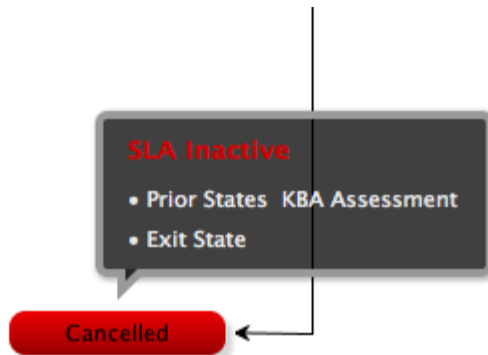 SLA Inactive
• Prior States  KBA Assessment
• Exit State
Cancelled